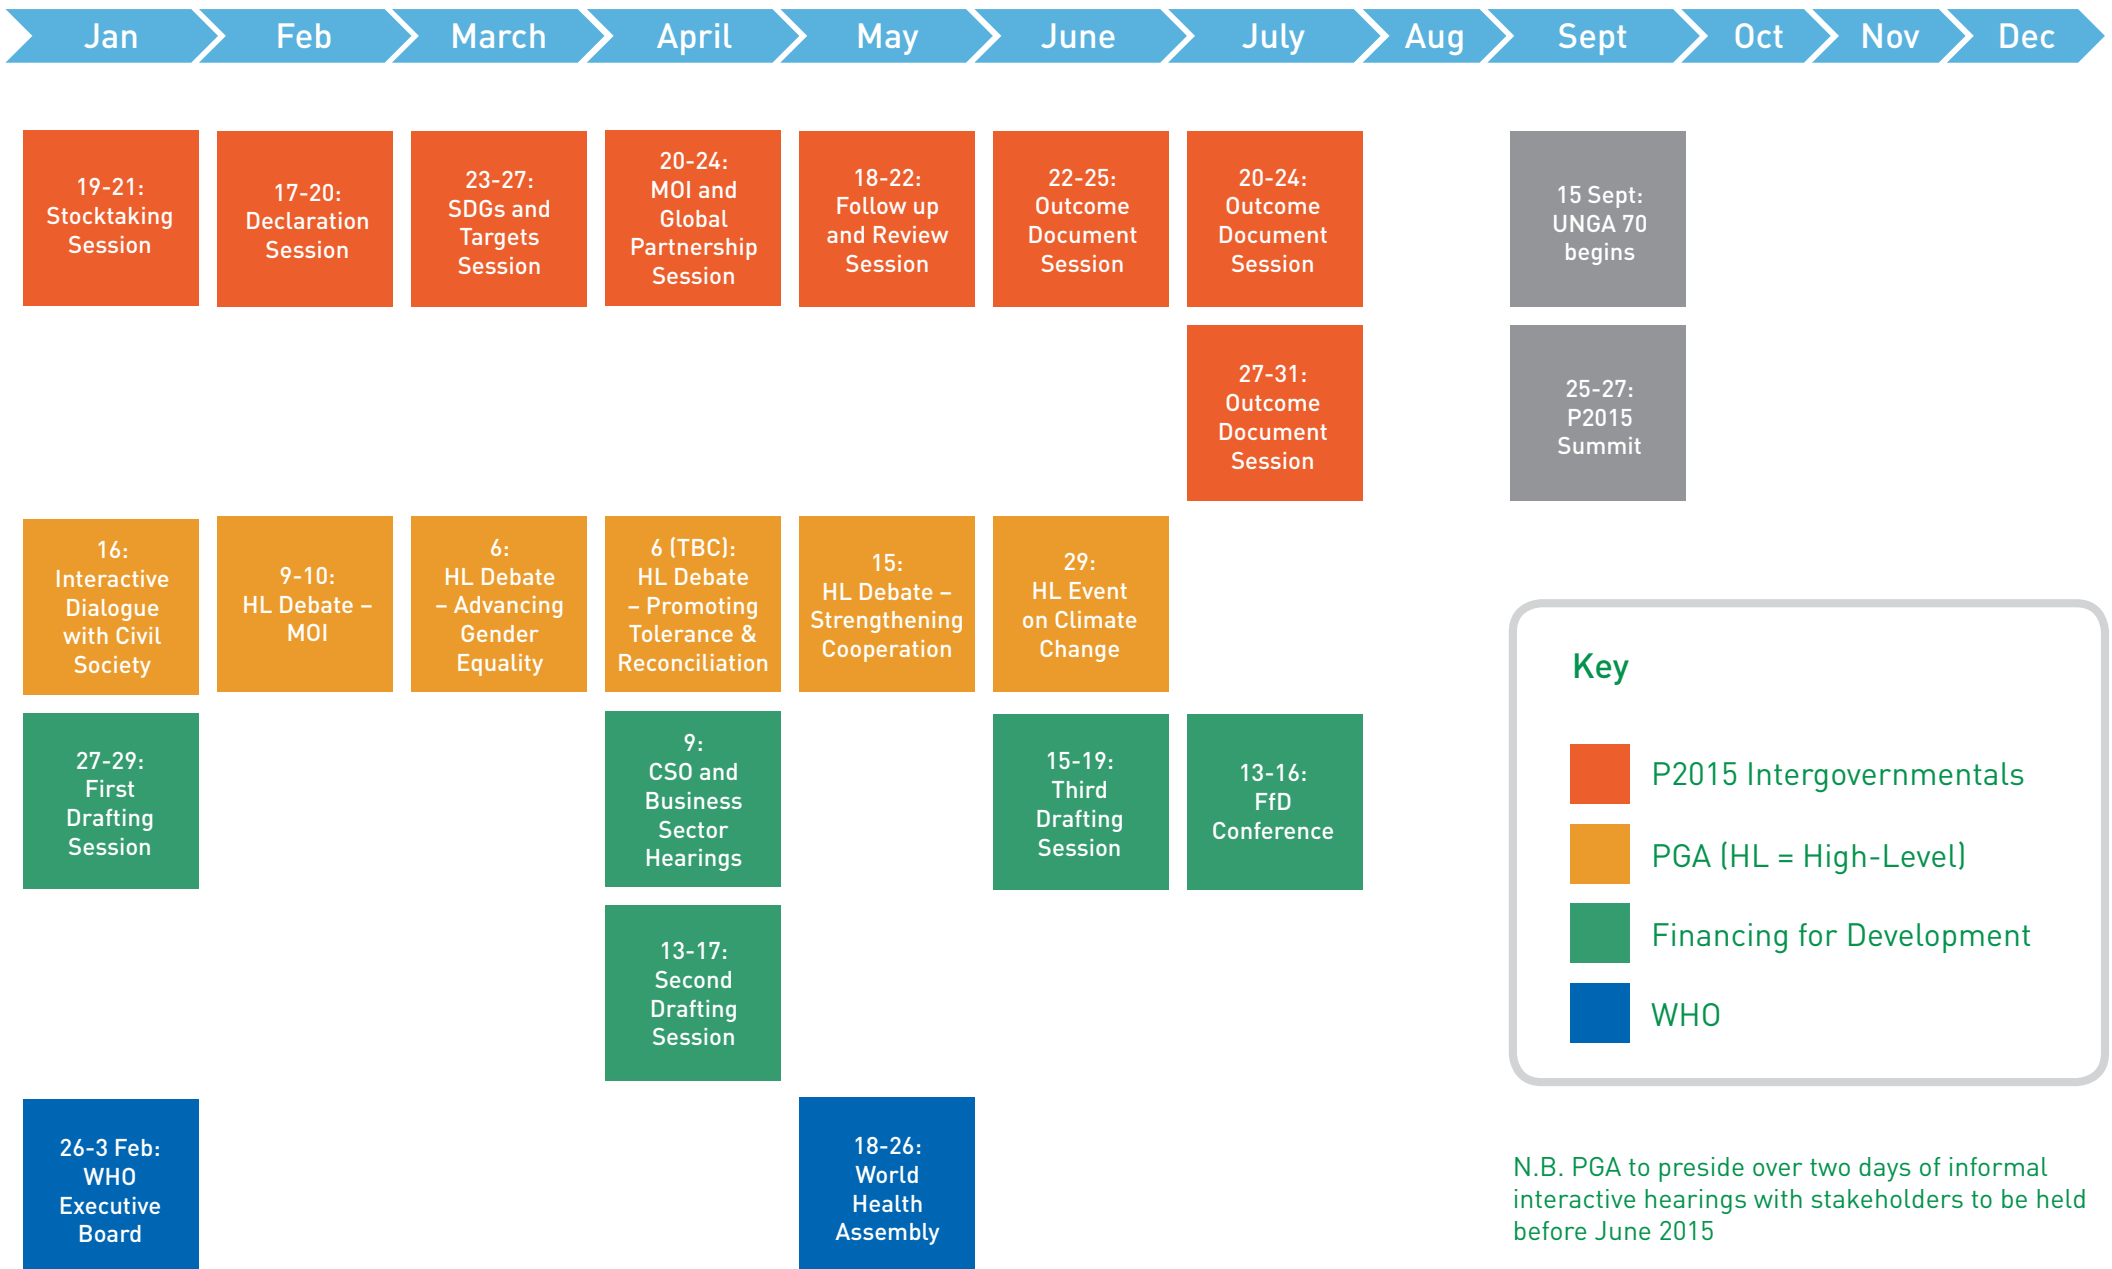 Jan
Feb
March
April
May
June
July
Aug
Sept
Oct
Nov
Dec
19-21:
Stocktaking
Session
17-20:
Declaration
Session
23-27:
SDGs and
Targets
Session
20-24:
MOI and
Global
Partnership
Session
18-22:
Follow up
and Review
Session
22-25:
Outcome
Document
Session
20-24:
Outcome
Document
Session
15 Sept:
UNGA 70
begins
27-31:
Outcome
Document
Session
25-27:
P2015
Summit
16:
Interactive
Dialogue
with Civil
Society
9-10:
HL Debate –
MOI
6:
HL Debate
– Advancing
Gender
Equality
6 (TBC):
HL Debate
– Promoting
Tolerance &
Reconciliation
15:
HL Debate –
Strengthening
Cooperation
29:
HL Event
on Climate
Change
27-29:
First
Drafting
Session
9:
CSO and
Business
Sector
Hearings
15-19:
Third
Drafting
Session
13-16:
FfD
Conference
13-17:
Second
Drafting
Session
26-3 Feb:
WHO
Executive
Board
18-26:
World
Health
Assembly
Key
P2015 Intergovernmentals
PGA (HL = High-Level)
Financing for Development
WHO
N.B. PGA to preside over two days of informal
interactive hearings with stakeholders to be held
before June 2015